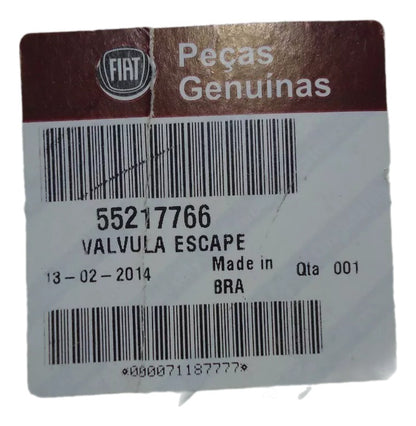 FIAT
Peças
Genuínas
55217766
VALVULA ESCAPE
13-02-2014 Made in BRA Qta 001
*000071187777*